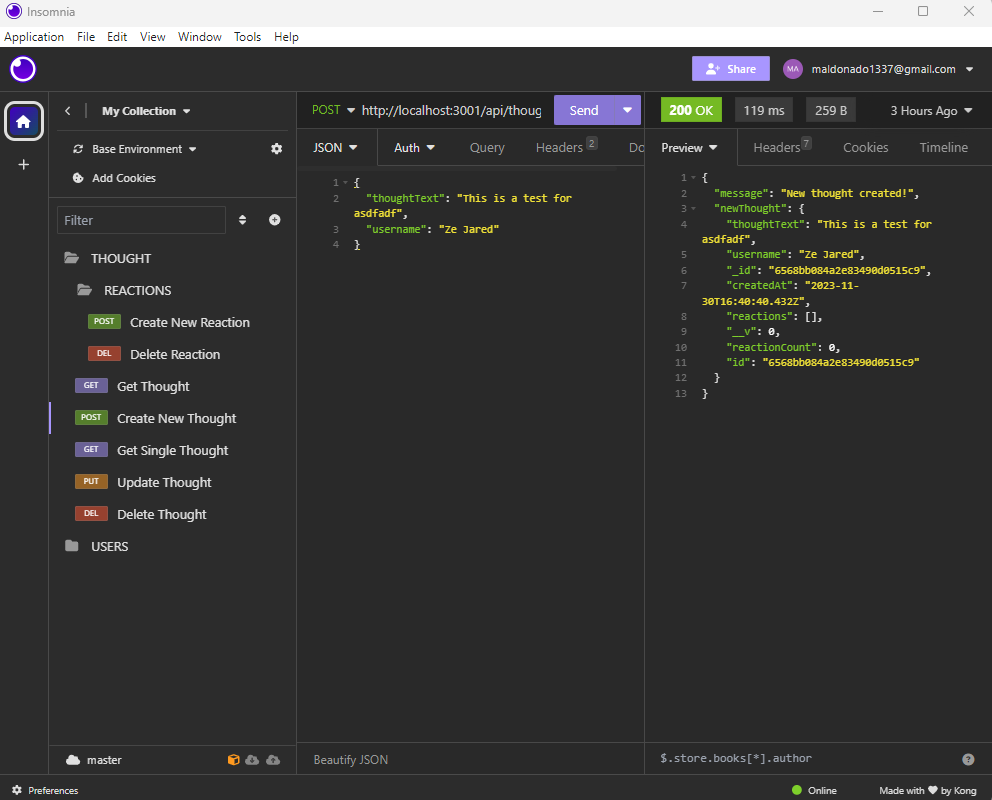 Insomnia
Application File Edit View Window Tools Help
Share MA maldonado1337@gmail.com
My Collection
Base Environment
Add Cookies
Filter
THOUGHT
REACTIONS
POST Create New Reaction
DEL Delete Reaction
GET Get Thought
POST Create New Thought
GET Get Single Thought
PUT Update Thought
DEL Delete Thought
USERS
master
POST http://localhost:3001/api/thoug Send
JSON Auth Query Headers 2 Do
1 {
2 "thoughtText": "This is a test for
asdfadf",
3 "username": "Ze Jared"
4 }
Beautify JSON
200 OK 119 ms 259 B 3 Hours Ago
Preview Headers 7 Cookies Timeline
1 {
2 "message": "New thought created!",
3 "newThought": {
4 "thoughtText": "This is a test for
asdfadf",
5 "username": "Ze Jared",
6 "_id": "6568bb084a2e83490d0515c9",
7 "createdAt": "2023-11-
30T16:40:40.432Z",
8 "reactions": [],
9 "__v": 0,
10 "reactionCount": 0,
11 "id": "6568bb084a2e83490d0515c9"
12 }
13 }
$.store.books[*].author
Preferences
Online Made with ♥ by Kong